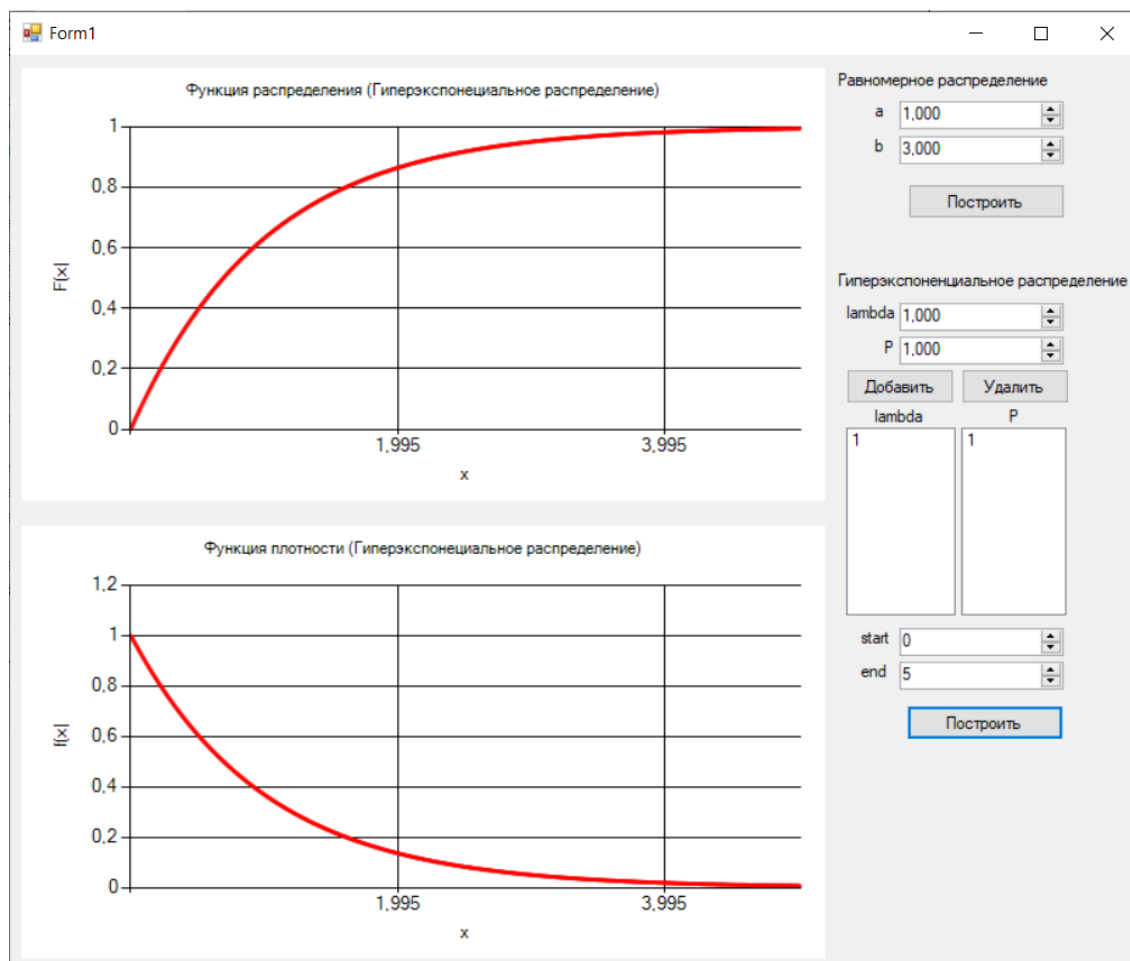 Form1
Функция распределения (Гиперэкспонециальное распределение)
1
0,8
0,6
0,4
0,2
0
F(x|
1,995
3,995
x
Функция плотности (Гиперэкспонециальное распределение)
1,2
1
0,8
0,6
0,4
0,2
0
f(x|
1,995
3,995
x
Равномерное распределение
a 1,000
b 3,000
Построить
Гиперэкспоненциальное распределение
lambda 1,000
P 1,000
Добавить Удалить
lambda P
1 1
start 0
end 5
Построить